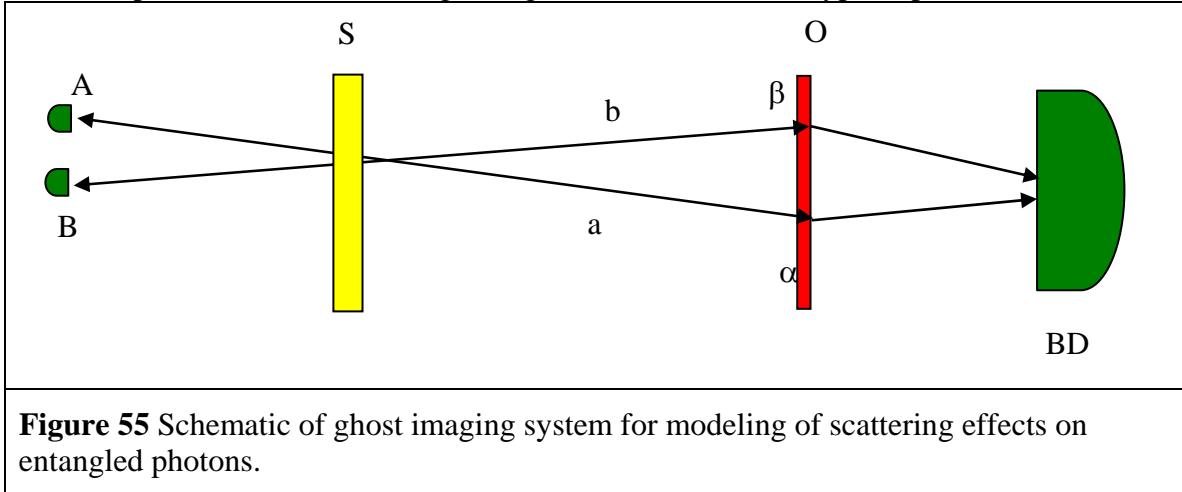 S
O
A
β
b
B
a
α
BD
Figure 55 Schematic of ghost imaging system for modeling of scattering effects on
entangled photons.